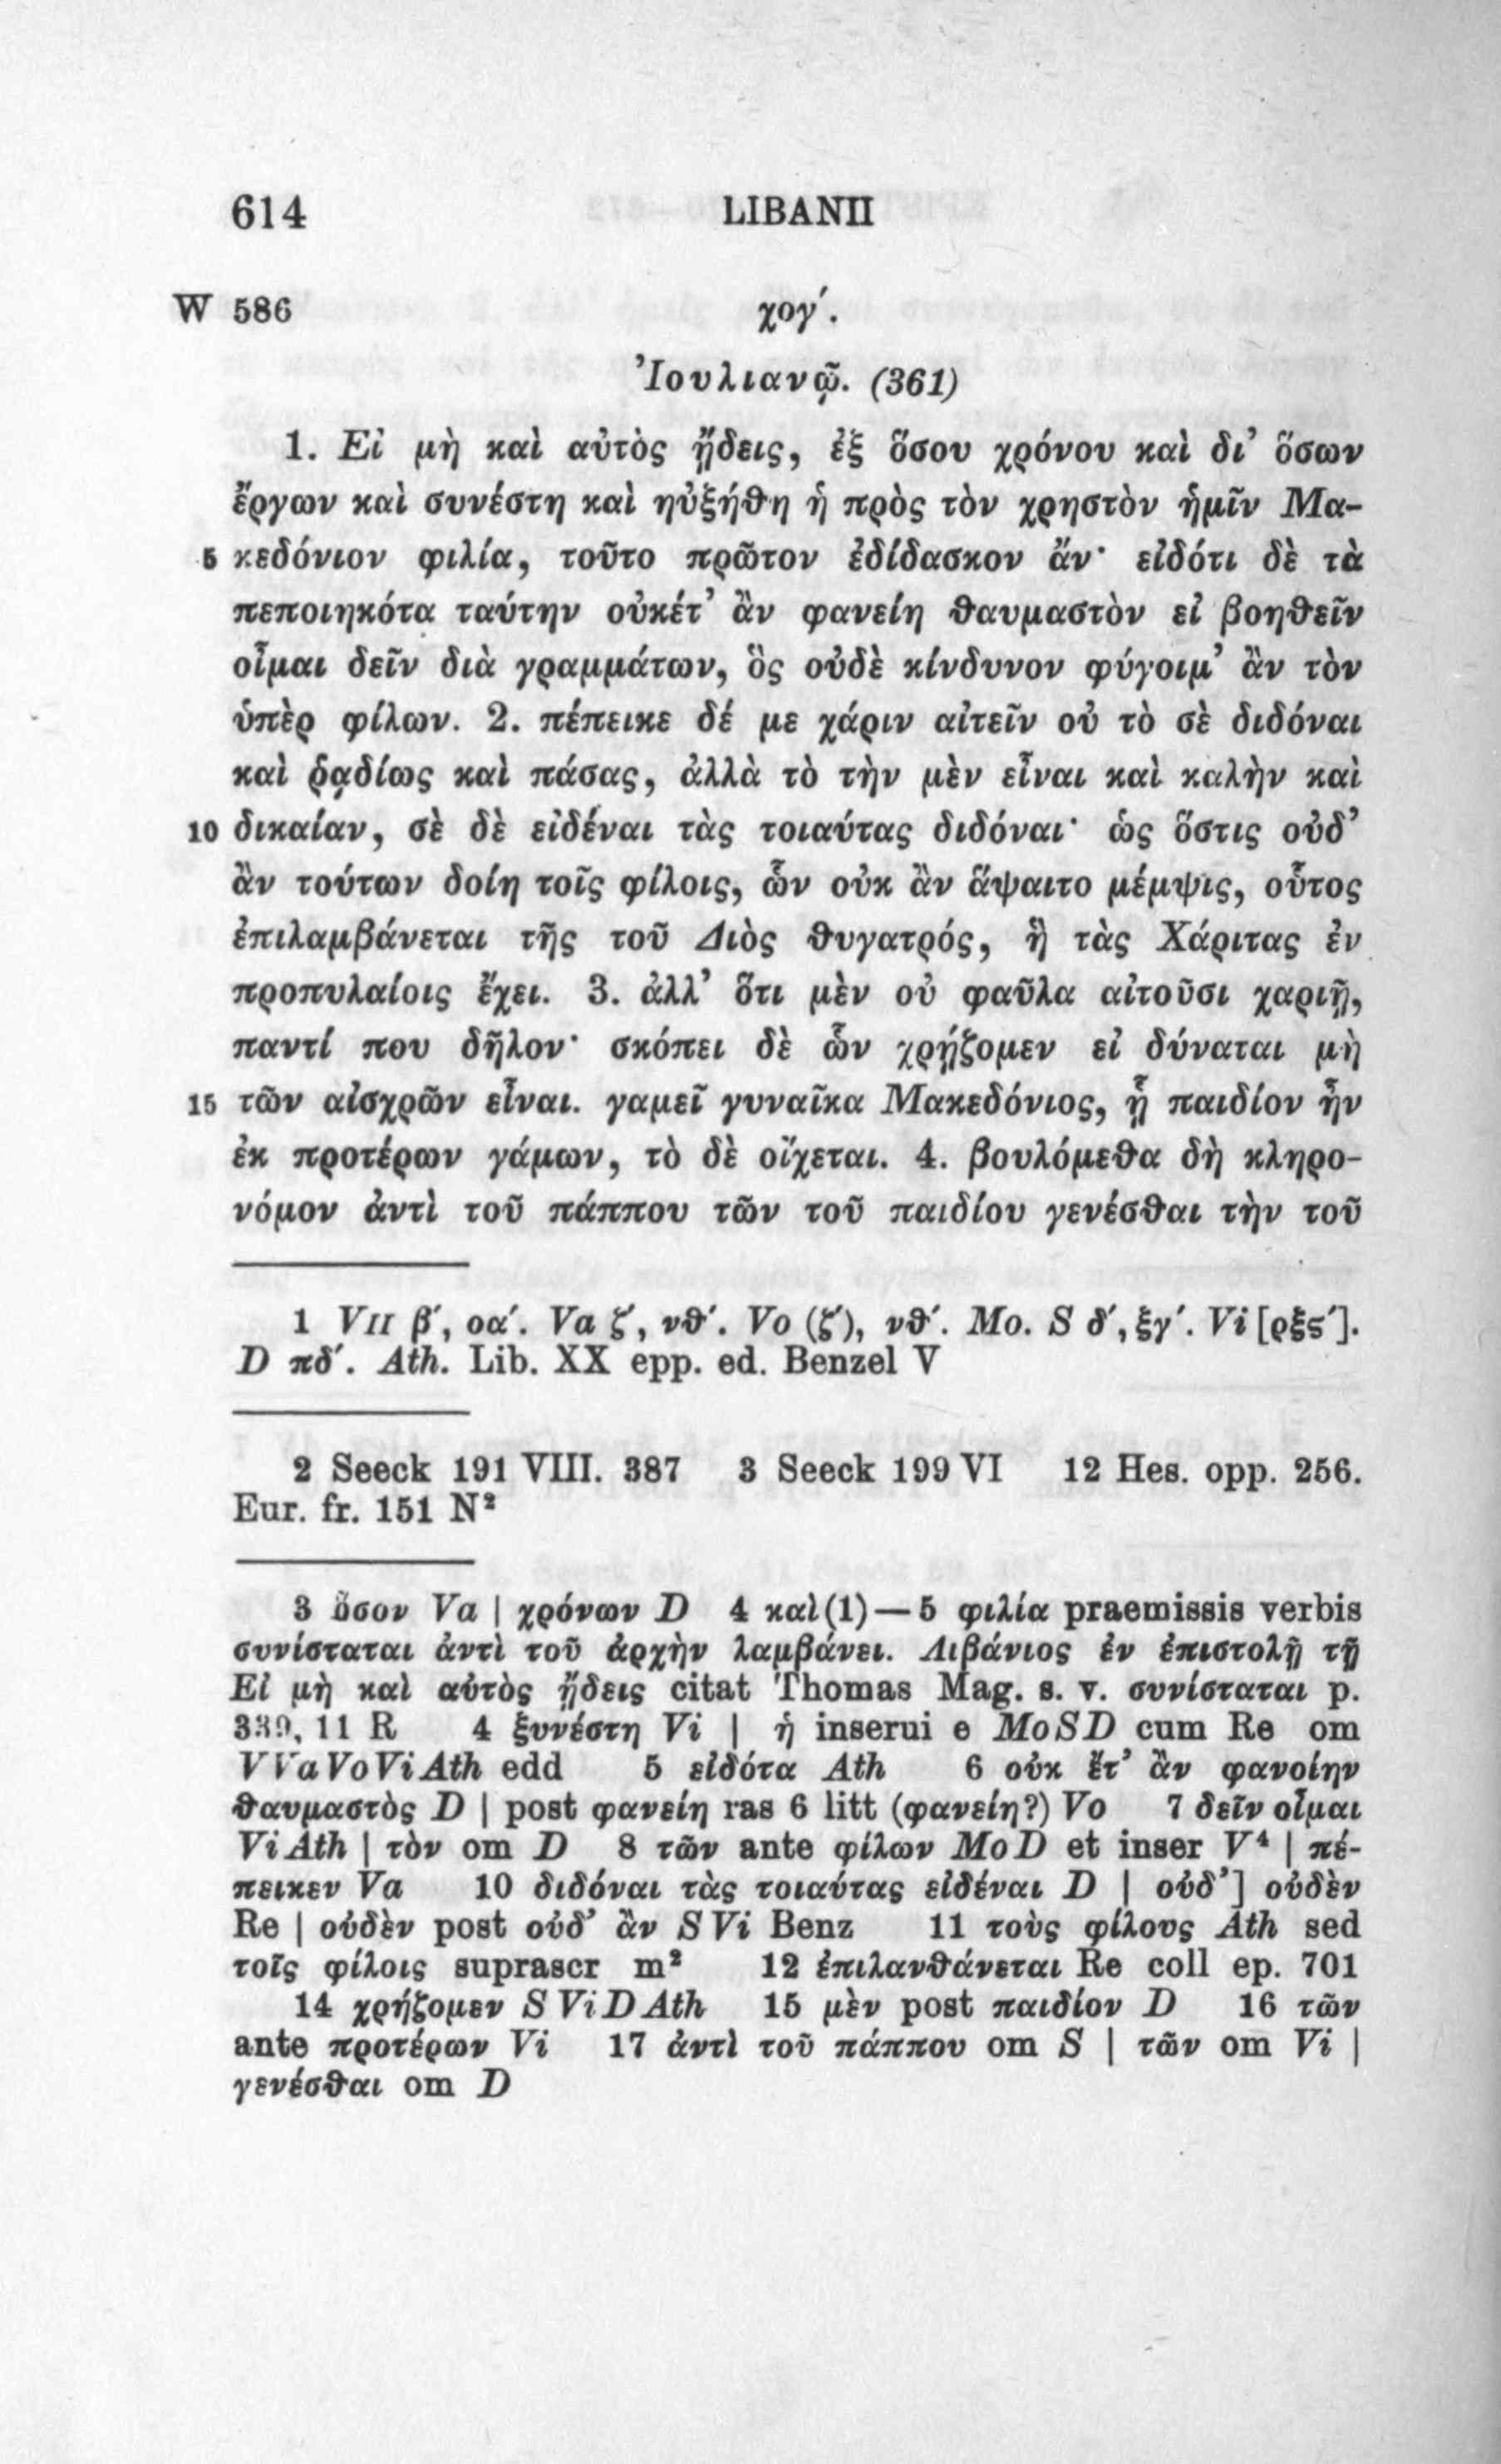 614 LIBANII
W 586 χογ´.
Ἰουλιανῷ. (361)
1. Εἰ μὴ καὶ αὐτὸς ᾔδεις, ἐξ ὅσου χρόνου καὶ δι’ ὅσων
ἔργων καὶ συνέστη καὶ ηὐξήθη ἡ πρὸς τὸν χρηστὸν ἡμῖν Μα-
5 κεδόνιον φιλία, τοῦτο πρῶτον ἐδίδασκον ἄν· εἰδότι δὲ τὰ
πεποιηκότα ταύτην οὐκέτ’ ἂν φανείη θαυμαστὸν εἰ βοηθεῖν
οἶμαι δεῖν διὰ γραμμάτων, ὃς οὐδὲ κίνδυνον φύγοιμ’ ἂν τὸν
ὑπὲρ φίλων. 2. πέπεικε δέ με χάριν αἰτεῖν οὐ τὸ σὲ διδόναι
καὶ ῥᾳδίως καὶ πάσας, ἀλλὰ τὸ τὴν μὲν εἶναι καὶ καλὴν καὶ
10 δικαίαν, σὲ δὲ εἰδέναι τὰς τοιαύτας διδόναι· ὡς ὅστις οὐδ’
ἂν τούτων δοίη τοῖς φίλοις, ὧν οὐκ ἂν ἅψαιτο μέμψις, οὗτος
ἐπιλαμβάνεται τῆς τοῦ Διὸς θυγατρός, ἣ τὰς Χάριτας ἐν
προπυλαίοις ἔχει. 3. ἀλλ’ ὅτι μὲν οὐ φαῦλα αἰτοῦσι χαριῇ,
παντί που δῆλον· σκόπει δὲ ὧν χρῄζομεν εἰ δύναται μὴ
15 τῶν αἰσχρῶν εἶναι. γαμεῖ γυναῖκα Μακεδόνιος, ᾗ παιδίον ἦν
ἐκ προτέρων γάμων, τὸ δὲ οἴχεται. 4. βουλόμεθα δὴ κληρο-
νόμον ἀντὶ τοῦ πάππου τῶν τοῦ παιδίου γενέσθαι τὴν τοῦ
1 VII β´, οα´. Va ζ´, νθ´. Vo (ζ´), νθ´. Mo. S δ´, ξγ´. Vi [ρξς´].
D πδ´. Ath. Lib. XX epp. ed. Benzel V
2 Seeck 191 VIII. 387 3 Seeck 199 VI 12 Hes. opp. 256.
Eur. fr. 151 N²
3 ὅσον Va | χρόνων D 4 καὶ(1)—5 φιλία praemissis verbis
συνίσταται ἀντὶ τοῦ ἀρχὴν λαμβάνει. Λιβάνιος ἐν ἐπιστολῇ τῇ
Εἰ μὴ καὶ αὐτὸς ᾔδεις citat Thomas Mag. s. v. συνίσταται p.
339, 11 R 4 ξυνέστη Vi | ἡ inserui e MoSD cum Re om
VVaVoViAth edd 5 εἰδότα Ath 6 οὐκ ἔτ’ ἂν φανοίην
θαυμαστὸς D | post φανείη ras 6 litt (φανείη?) Vo 7 δεῖν οἶμαι
ViAth | τὸν om D 8 τῶν ante φίλων MoD et inser V⁴ | πέ-
πεικεν Va 10 διδόναι τὰς τοιαύτας εἰδέναι D | οὐδ’] οὐδὲν
Re | οὐδὲν post οὐδ’ ἂν SVi Benz 11 τοὺς φίλους Ath sed
τοῖς φίλοις suprascr m² 12 ἐπιλανθάνεται Re coll ep. 701
14 χρήζομεν SViDAth 15 μὲν post παιδίον D 16 τῶν
ante προτέρων Vi 17 ἀντὶ τοῦ πάππου om S | τῶν om Vi |
γενέσθαι om D